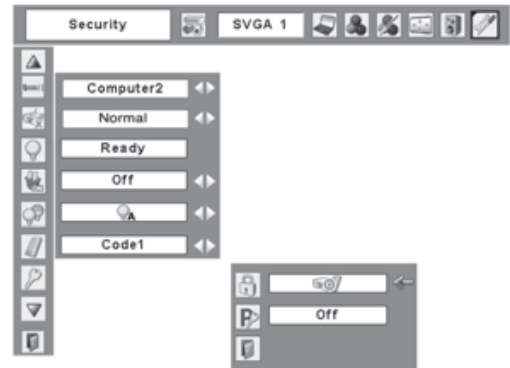 Security
SVGA 1
Computer2
Normal
Ready
Off
A
Code1
P
Off